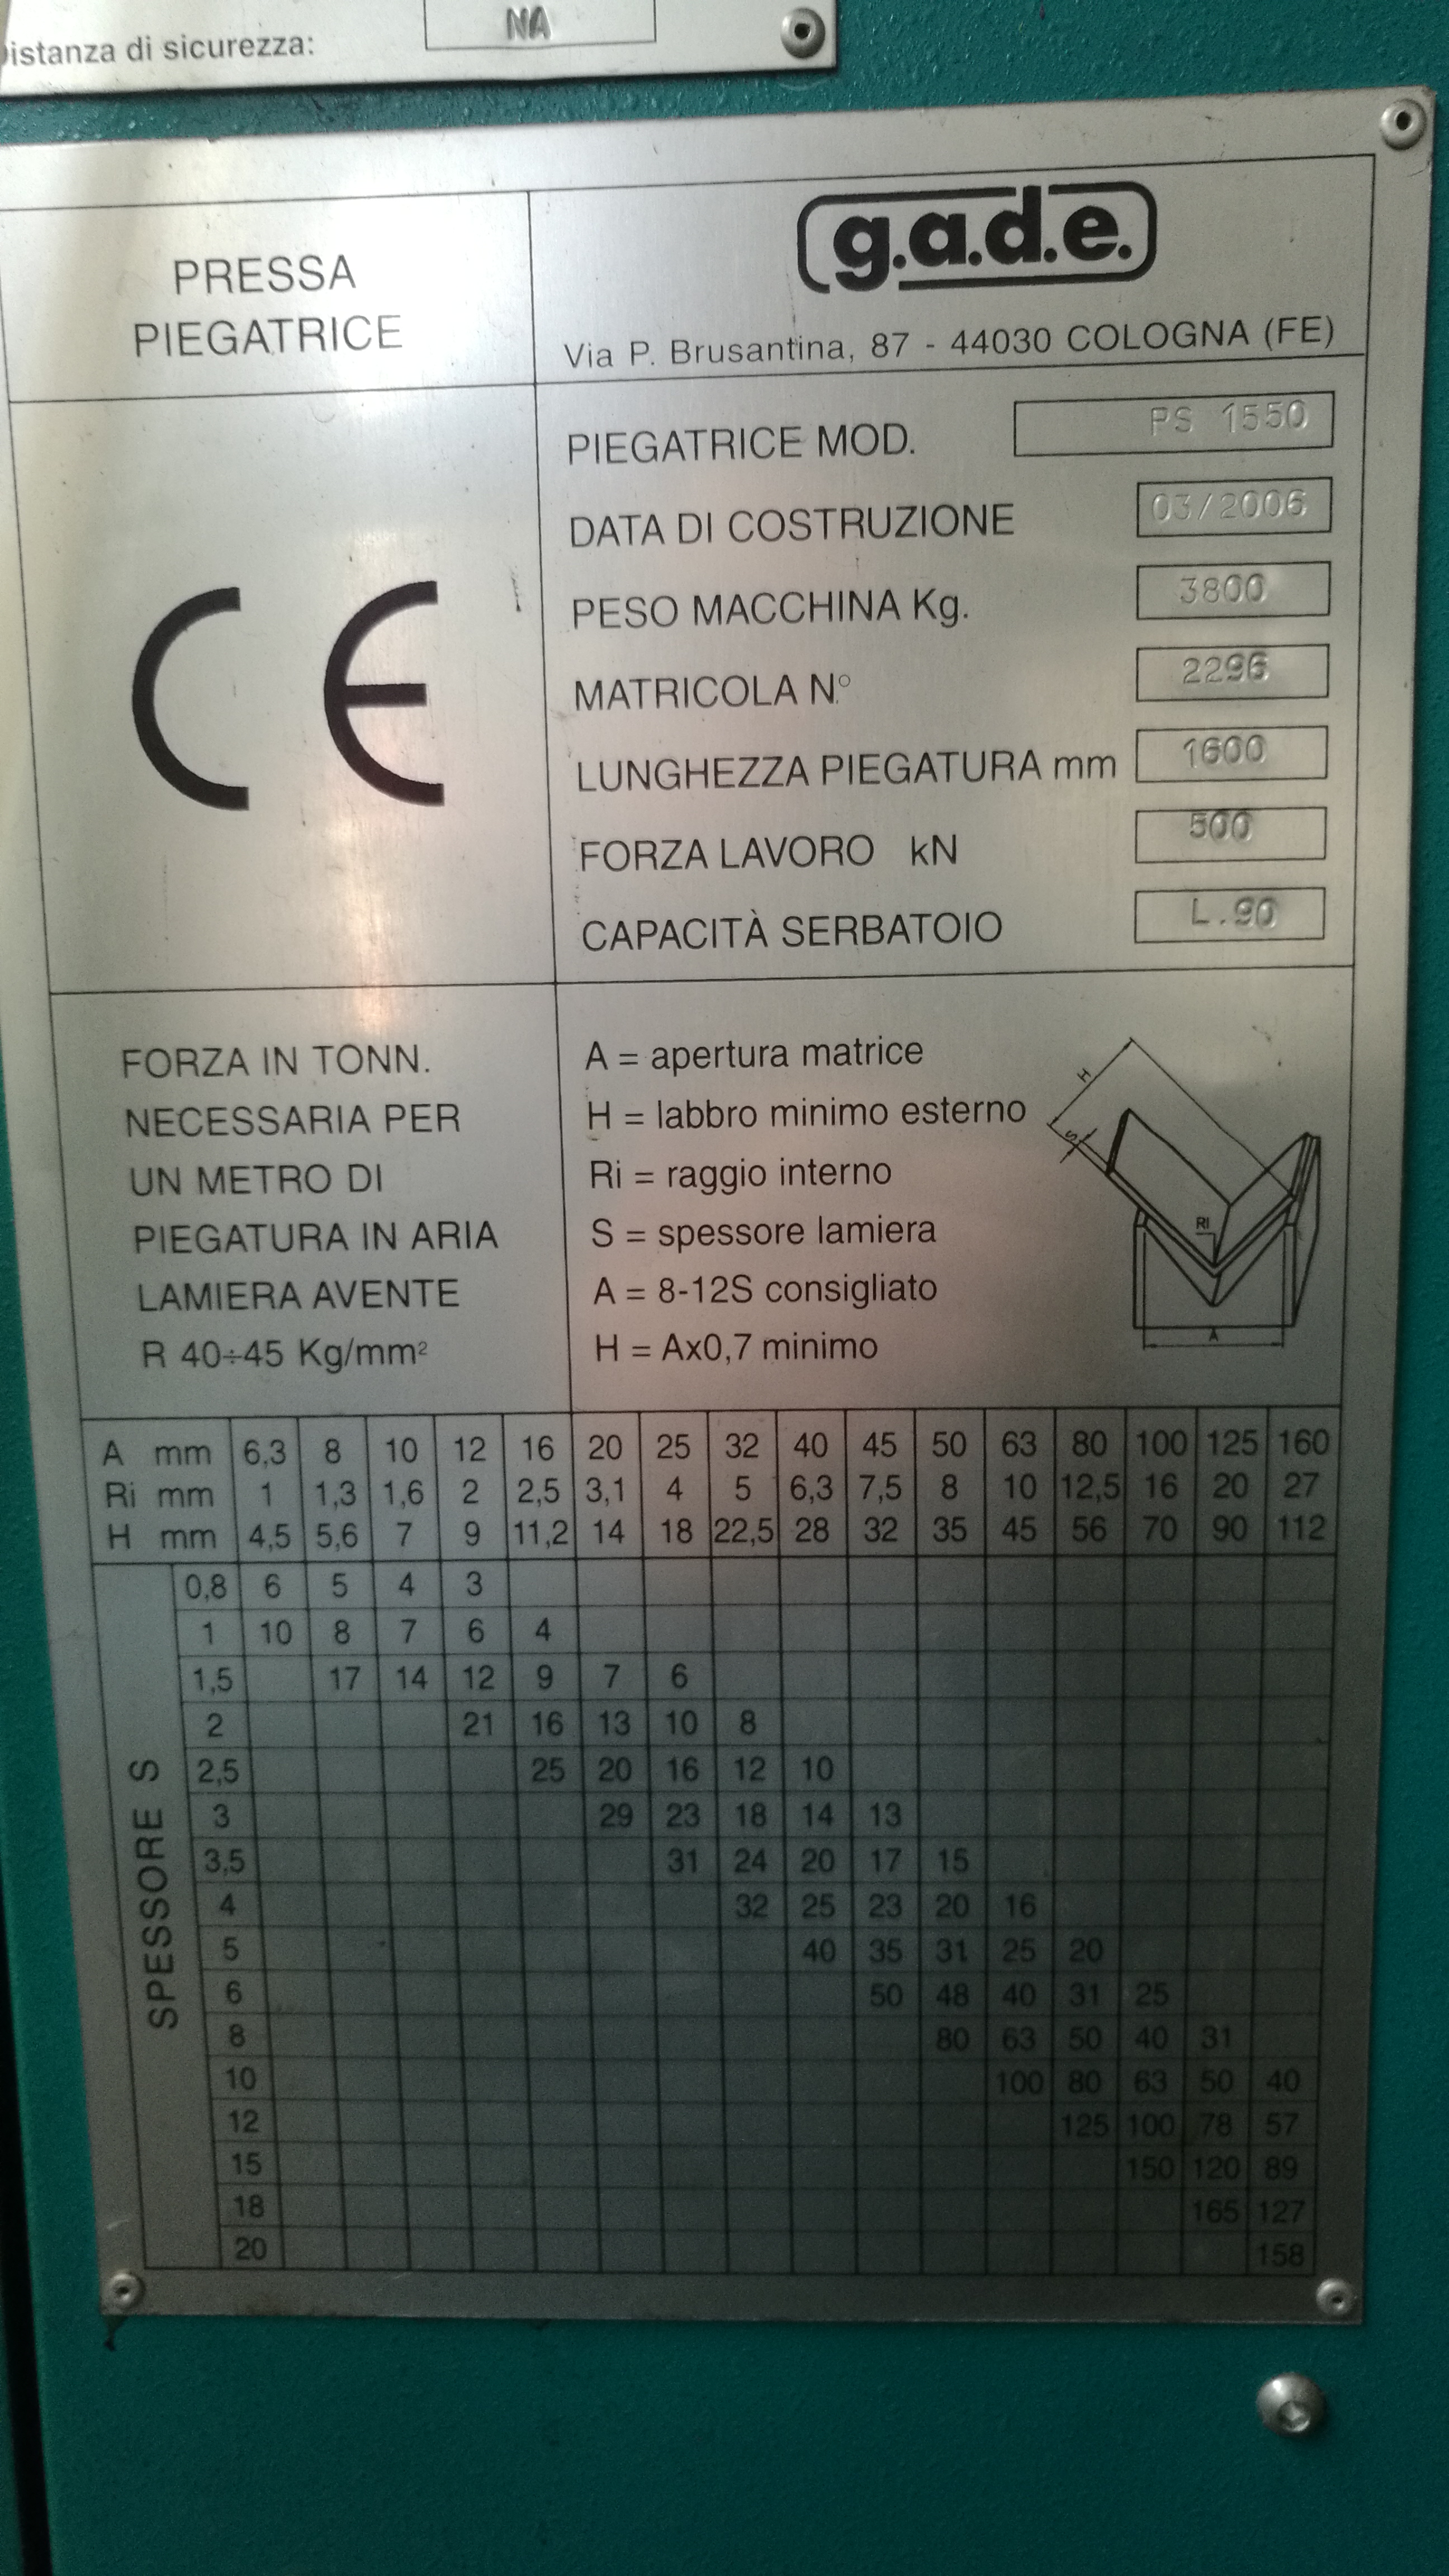 NA
Distanza di sicurezza:
PRESSA
PIEGATRICE
g.a.d.e.
Via P. Brusantina, 87 - 44030 COLOGNA (FE)
CE
PIEGATRICE MOD. PS 1550
DATA DI COSTRUZIONE 03/2006
PESO MACCHINA Kg. 3800
MATRICOLA N° 2296
LUNGHEZZA PIEGATURA mm 1600
FORZA LAVORO kN 500
CAPACITÀ SERBATOIO L.90
FORZA IN TONN.
NECESSARIA PER
UN METRO DI
PIEGATURA IN ARIA
LAMIERA AVENTE
R 40÷45 Kg/mm²
A = apertura matrice
H = labbro minimo esterno
Ri = raggio interno
S = spessore lamiera
A = 8-12S consigliato
H = Ax0,7 minimo
H
S
RI
A
A mm 6,3 8 10 12 16 20 25 32 40 45 50 63 80 100 125 160
Ri mm 1 1,3 1,6 2 2,5 3,1 4 5 6,3 7,5 8 10 12,5 16 20 27
H mm 4,5 5,6 7 9 11,2 14 18 22,5 28 32 35 45 56 70 90 112
SPESSORE S
0,8 6 5 4 3
1 10 8 7 6 4
1,5 17 14 12 9 7 6
2 21 16 13 10 8
2,5 25 20 16 12 10
3 29 23 18 14 13
3,5 31 24 20 17 15
4 32 25 23 20 16
5 40 35 31 25 20
6 50 48 40 31 25
8 80 63 50 40 31
10 100 80 63 50 40
12 125 100 78 57
15 150 120 89
18 165 127
20 158